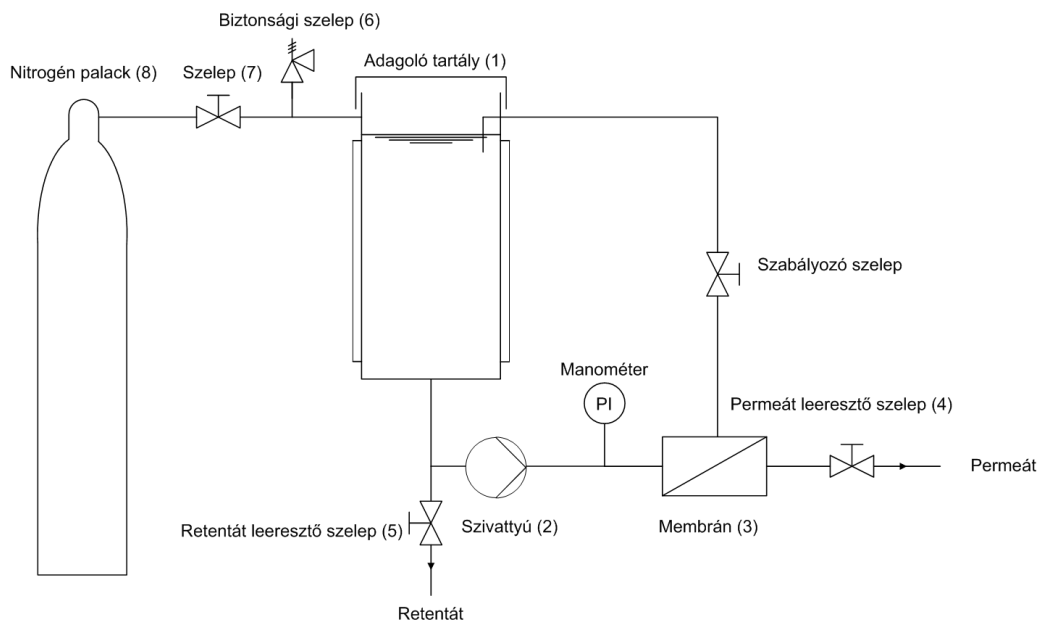 Biztonsági szelep (6)
Nitrogén palack (8)
Szelep (7)
Adagoló tartály (1)
Szabályozó szelep
Manométer
PI
Permeát leeresztő szelep (4)
Permeát
Retentát leeresztő szelep (5)
Szivattyú (2)
Membrán (3)
Retentát